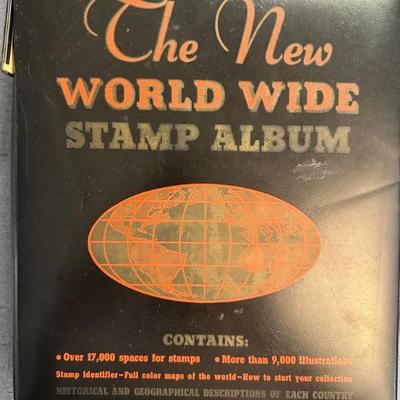 The New
WORLD WIDE
STAMP ALBUM
CONTAINS:
• Over 17,000 spaces for stamps • More than 9,000 illustrations
Stamp identifier—Full color maps of the world—How to start your collection
HISTORICAL AND GEOGRAPHICAL DESCRIPTIONS OF EACH COUNTRY